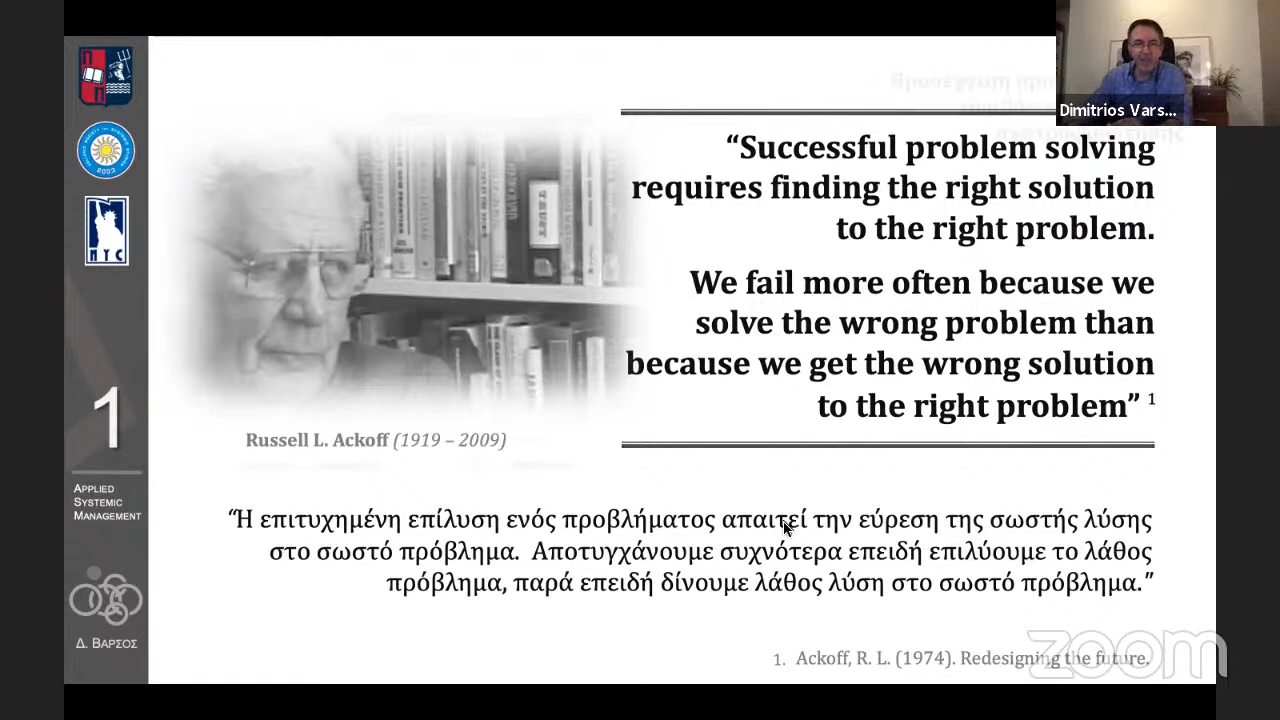 Dimitrios Vars...
“Successful problem solving
requires finding the right solution
to the right problem.
We fail more often because we
solve the wrong problem than
because we get the wrong solution
to the right problem” 1
Russell L. Ackoff (1919 – 2009)
“Η επιτυχημένη επίλυση ενός προβλήματος απαιτεί την εύρεση της σωστής λύσης
στο σωστό πρόβλημα. Αποτυγχάνουμε συχνότερα επειδή επιλύουμε το λάθος
πρόβλημα, παρά επειδή δίνουμε λάθος λύση στο σωστό πρόβλημα.”
1. Ackoff, R. L. (1974). Redesigning the future.
zoom
NYC
1
APPLIED
SYSTEMIC
MANAGEMENT
Δ. ΒΑΡΣΟΣ